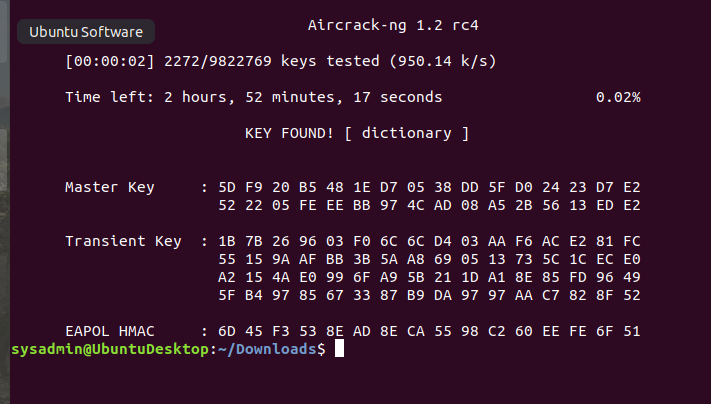 Aircrack-ng 1.2 rc4
Ubuntu Software
[00:00:02] 2272/9822769 keys tested (950.14 k/s)
Time left: 2 hours, 52 minutes, 17 seconds 0.02%
KEY FOUND! [ dictionary ]
Master Key : 5D F9 20 B5 48 1E D7 05 38 DD 5F D0 24 23 D7 E2
52 22 05 FE EE BB 97 4C AD 08 A5 2B 56 13 ED E2
Transient Key : 1B 7B 26 96 03 F0 6C 6C D4 03 AA F6 AC E2 81 FC
55 15 9A AF BB 3B 5A A8 69 05 13 73 5C 1C EC E0
A2 15 4A E0 99 6F A9 5B 21 1D A1 8E 85 FD 96 49
5F B4 97 85 67 33 87 B9 DA 97 97 AA C7 82 8F 52
EAPOL HMAC : 6D 45 F3 53 8E AD 8E CA 55 98 C2 60 EE FE 6F 51
sysadmin@UbuntuDesktop:~/Downloads$